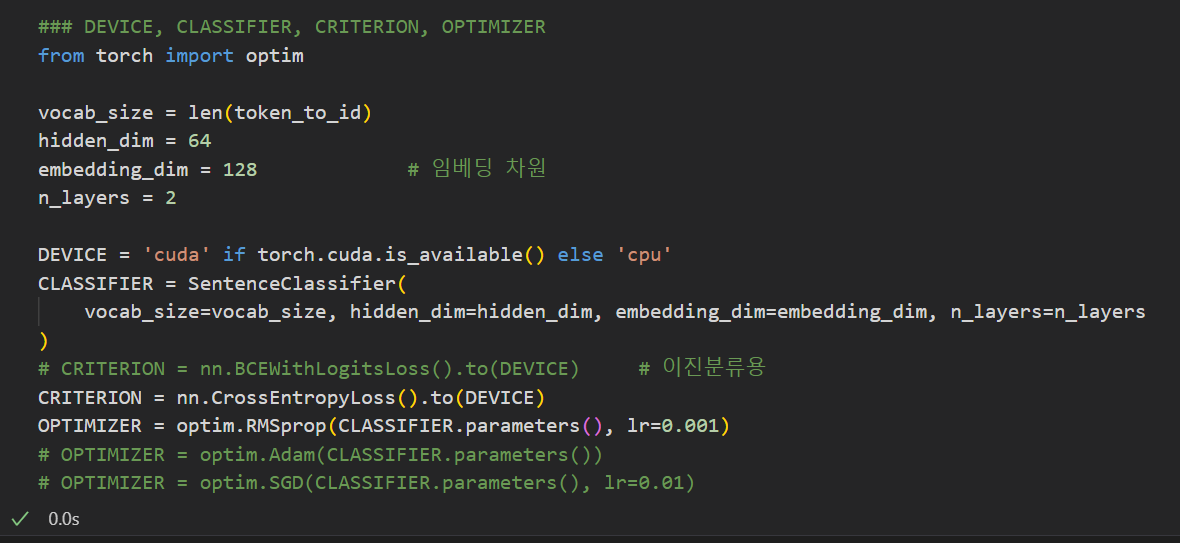 ### DEVICE, CLASSIFIER, CRITERION, OPTIMIZER
from torch import optim
vocab_size = len(token_to_id)
hidden_dim = 64
embedding_dim = 128             # 임베딩 차원
n_layers = 2
DEVICE = 'cuda' if torch.cuda.is_available() else 'cpu'
CLASSIFIER = SentenceClassifier(
    vocab_size=vocab_size, hidden_dim=hidden_dim, embedding_dim=embedding_dim, n_layers=n_layers
)
# CRITERION = nn.BCEWithLogitsLoss().to(DEVICE)     # 이진분류용
CRITERION = nn.CrossEntropyLoss().to(DEVICE)
OPTIMIZER = optim.RMSprop(CLASSIFIER.parameters(), lr=0.001)
# OPTIMIZER = optim.Adam(CLASSIFIER.parameters())
# OPTIMIZER = optim.SGD(CLASSIFIER.parameters(), lr=0.01)
0.0s